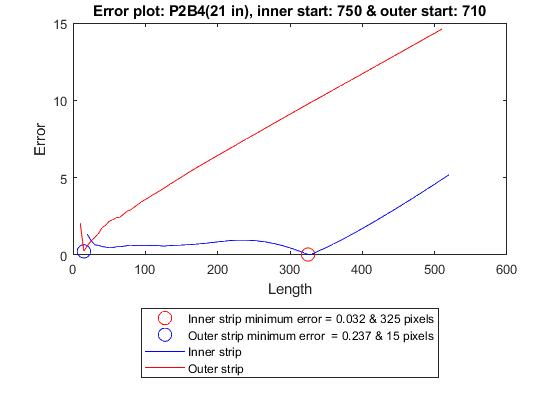 Error plot: P2B4(21 in), inner start: 750 & outer start: 710
15
10
5
0
Error
0 100 200 300 400 500 600
Length
Inner strip minimum error = 0.032 & 325 pixels
Outer strip minimum error = 0.237 & 15 pixels
Inner strip
Outer strip